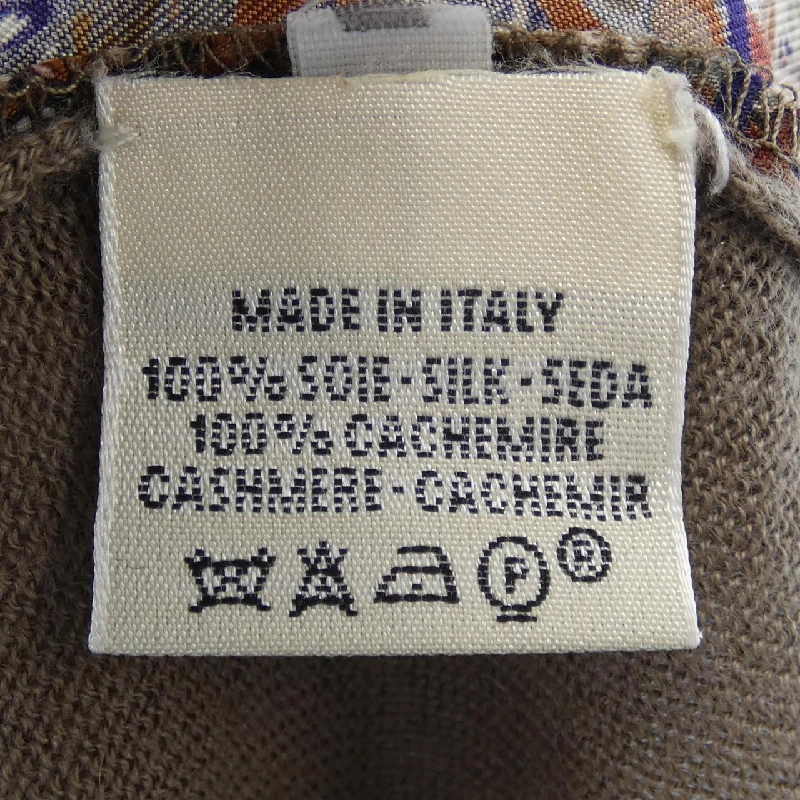 MADE IN ITALY
100% SOIE - SILK - SEDA
100% CACHEMIRE
CASHMERE - CACHEMIR
P ®